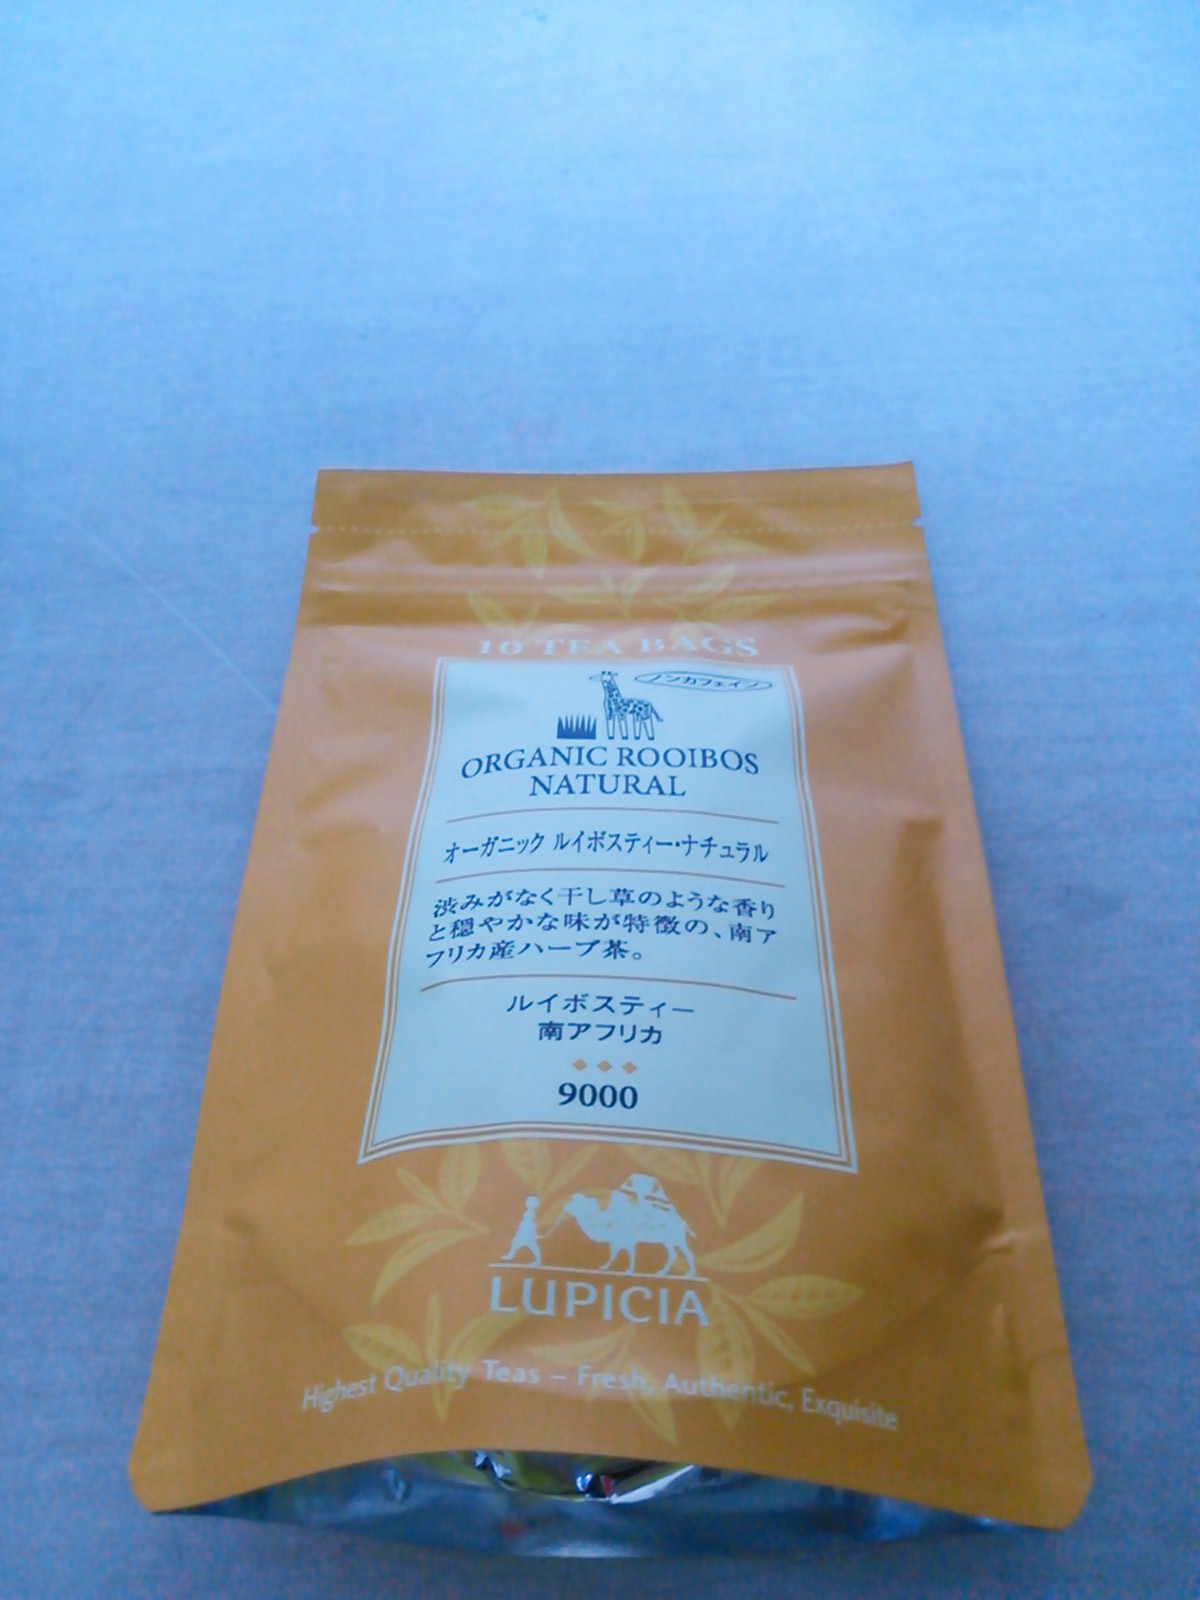 10 TEA BAGS
ノンカフェイン
ORGANIC ROOIBOS
NATURAL
オーガニック ルイボスティー・ナチュラル
渋みがなく干し草のような香り
と穏やかな味が特徴の、南ア
フリカ産ハーブ茶。
ルイボスティー
南アフリカ
9000
LUPICIA
Highest Quality Teas – Fresh, Authentic, Exquisite